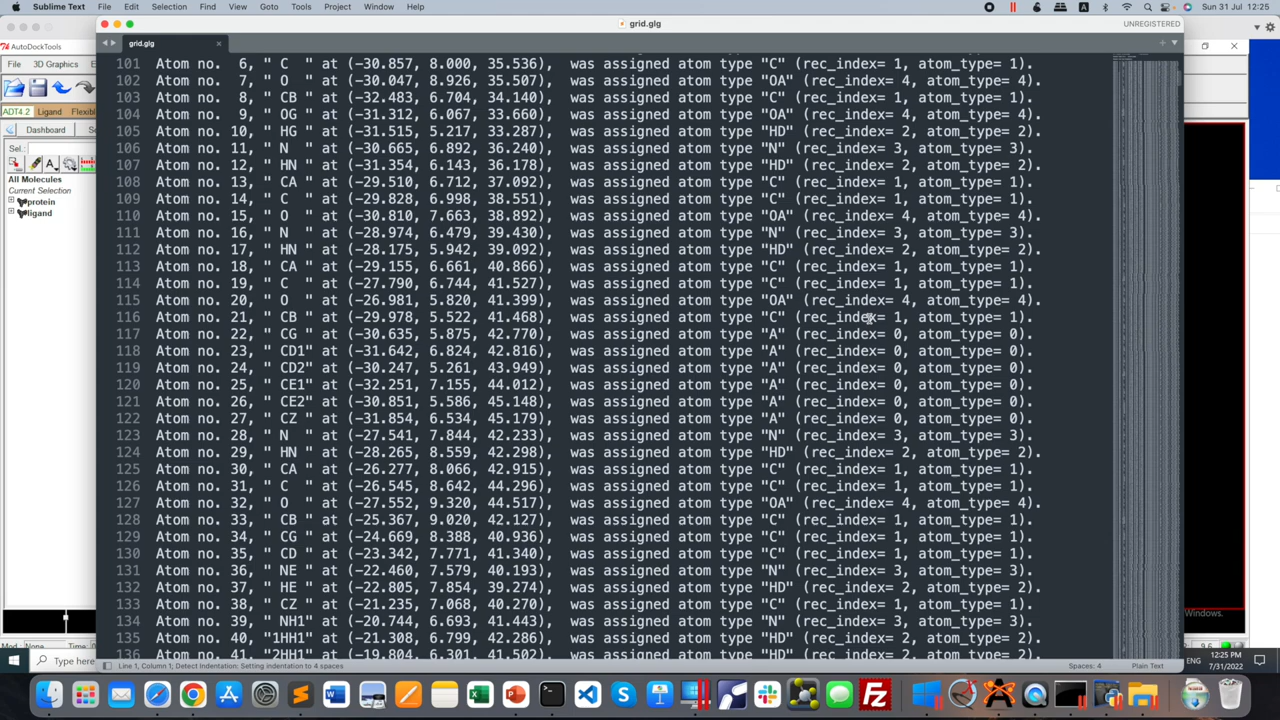 Sublime Text File Edit Selection Find View Goto Tools Project Window Help Sun 31 Jul 12:25
grid.glg UNREGISTERED
AutoDockTools
grid.glg
File 3D Graphics
ADT4.2 Ligand
Dashboard
Sel.:
All Molecules
Current Selection
protein
ligand
101 Atom no. 6, " C " at (-30.857, 8.000, 35.536), was assigned atom type "C" (rec_index= 1, atom_type= 1).
102 Atom no. 7, " O " at (-30.047, 8.826, 35.507), was assigned atom type "OA" (rec_index= 4, atom_type= 4).
103 Atom no. 8, " CB " at (-32.483, 6.704, 34.140), was assigned atom type "C" (rec_index= 1, atom_type= 1).
104 Atom no. 9, " OG " at (-31.312, 6.067, 33.660), was assigned atom type "OA" (rec_index= 4, atom_type= 4).
105 Atom no. 10, " HG " at (-31.515, 5.217, 33.287), was assigned atom type "HD" (rec_index= 2, atom_type= 2).
106 Atom no. 11, " N " at (-30.665, 6.892, 36.240), was assigned atom type "N" (rec_index= 3, atom_type= 3).
107 Atom no. 12, " HN " at (-31.354, was assigned atom type "HD" (rec_index= 2, atom_type= 2).
108 Atom no. 13, " CA " at (-29.510, 6.717, 37.092), was assigned atom type "C" (rec_index= 1, atom_type= 1).
109 Atom no. 14, " C " at (-29.828, 6.968, 38.551), was assigned atom type "C" (rec_index= 1, atom_type= 1).
110 Atom no. 15, " O " at (-30.810, 7.663, 38.892), was assigned atom type "OA" (rec_index= 4, atom_type= 4).
111 Atom no. 16, " N " at (-28.974, 6.479, 39.430), was assigned atom type "N" (rec_index= 3, atom_type= 3).
112 Atom no. 17, " HN " at (-28.175, 5.942, 39.092), was assigned atom type "HD" (rec_index= 2, atom_type= 2).
113 Atom no. 18, " CA " at (-29.155, 6.661, 40.866), was assigned atom type "C" (rec_index= 1, atom_type= 1).
114 Atom no. 19, " C " at (-27.790, 6.744, 41.527), was assigned atom type "C" (rec_index= 1, atom_type= 1).
115 Atom no. 20, " O " at (-26.981, 5.820, 41.399), was assigned atom type "OA" (rec_index= 4, atom_type= 4).
116 Atom no. 21, " CB " at (-29.978, 5.522, 41.468), was assigned atom type "C" (rec_index= 1, atom_type= 1).
117 Atom no. 22, " CG " at (-30.635, 5.875, 42.770), was assigned atom type "A" (rec_index= 0, atom_type= 0).
118 Atom no. 23, " CD1" at (-31.642, 6.824, 42.816), was assigned atom type "A" (rec_index= 0, atom_type= 0).
119 Atom no. 24, " CD2" at (-30.247, 5.261, 43.949), was assigned atom type "A" (rec_index= 0, atom_type= 0).
120 Atom no. 25, " CE1" at (-32.251, 7.155, 44.012), was assigned atom type "A" (rec_index= 0, atom_type= 0).
121 Atom no. 26, " CE2" at (-30.851, 5.586, 45.148), was assigned atom type "A" (rec_index= 0, atom_type= 0).
122 Atom no. 27, " CZ " at (-31.854, 6.534, 45.179), was assigned atom type "A" (rec_index= 0, atom_type= 0).
123 Atom no. 28, " N " at (-27.541, 7.844, 42.233), was assigned atom type "N" (rec_index= 3, atom_type= 3).
124 Atom no. 29, " HN " at (-28.265, 8.559, 42.298), was assigned atom type "HD" (rec_index= 2, atom_type= 2).
125 Atom no. 30, " CA " at (-26.277, 8.066, 42.915), was assigned atom type "C" (rec_index= 1, atom_type= 1).
126 Atom no. 31, " C " at (-26.545, 8.642, 44.296), was assigned atom type "C" (rec_index= 1, atom_type= 1).
127 Atom no. 32, " O " at (-27.552, 9.320, 44.517), was assigned atom type "OA" (rec_index= 4, atom_type= 4).
128 Atom no. 33, " CB " at (-25.367, 9.020, 42.127), was assigned atom type "C" (rec_index= 1, atom_type= 1).
129 Atom no. 34, " CG " at (-24.669, 8.388, 40.936), was assigned atom type "C" (rec_index= 1, atom_type= 1).
130 Atom no. 35, " CD " at (-23.342, 7.771, 41.340), was assigned atom type "C" (rec_index= 1, atom_type= 1).
131 Atom no. 36, " NE " at (-22.460, 7.579, 40.193), was assigned atom type "N" (rec_index= 3, atom_type= 3).
132 Atom no. 37, " HE " at (-22.805, 7.854, 39.274), was assigned atom type "HD" (rec_index= 2, atom_type= 2).
133 Atom no. 38, " CZ " at (-21.235, 7.068, 40.270), was assigned atom type "C" (rec_index= 1, atom_type= 1).
134 Atom no. 39, " NH1" at (-20.744, 6.693, was assigned atom type "N" (rec_index= 3, atom_type= 3).
135 Atom no. 40, "1HH1" at (-21.308, 6.795, was assigned atom type "HD" (rec_index= 2, atom_type= 2).
136 Atom no. 41, "2HH1" at (-19.804, 6.301, was assigned atom type "HD" (rec_index= 2, atom_type= 2).
Line 1, Column 1; Detect Indentation: Setting indentation to 4 spaces Spaces: 4 Plain Text
Windows.
Type here
ENG 12:25 PM
7/31/2022